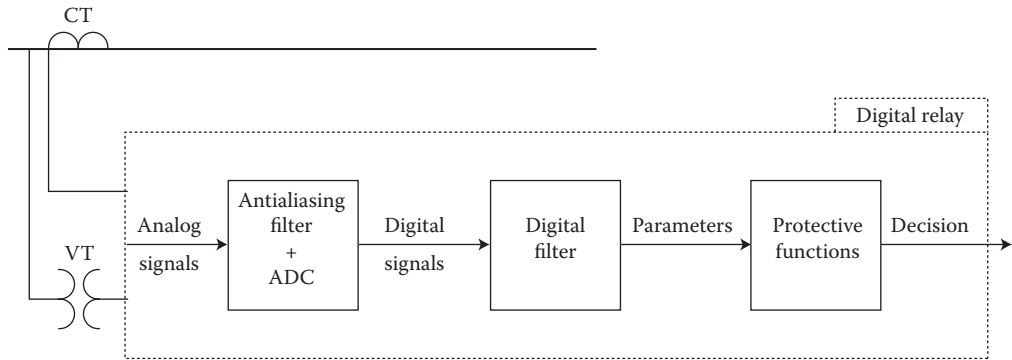 CT
Digital relay
Analog
signals
VT
Antialiasing
filter
+
ADC
Digital
signals
Digital
filter
Parameters
Protective
functions
Decision